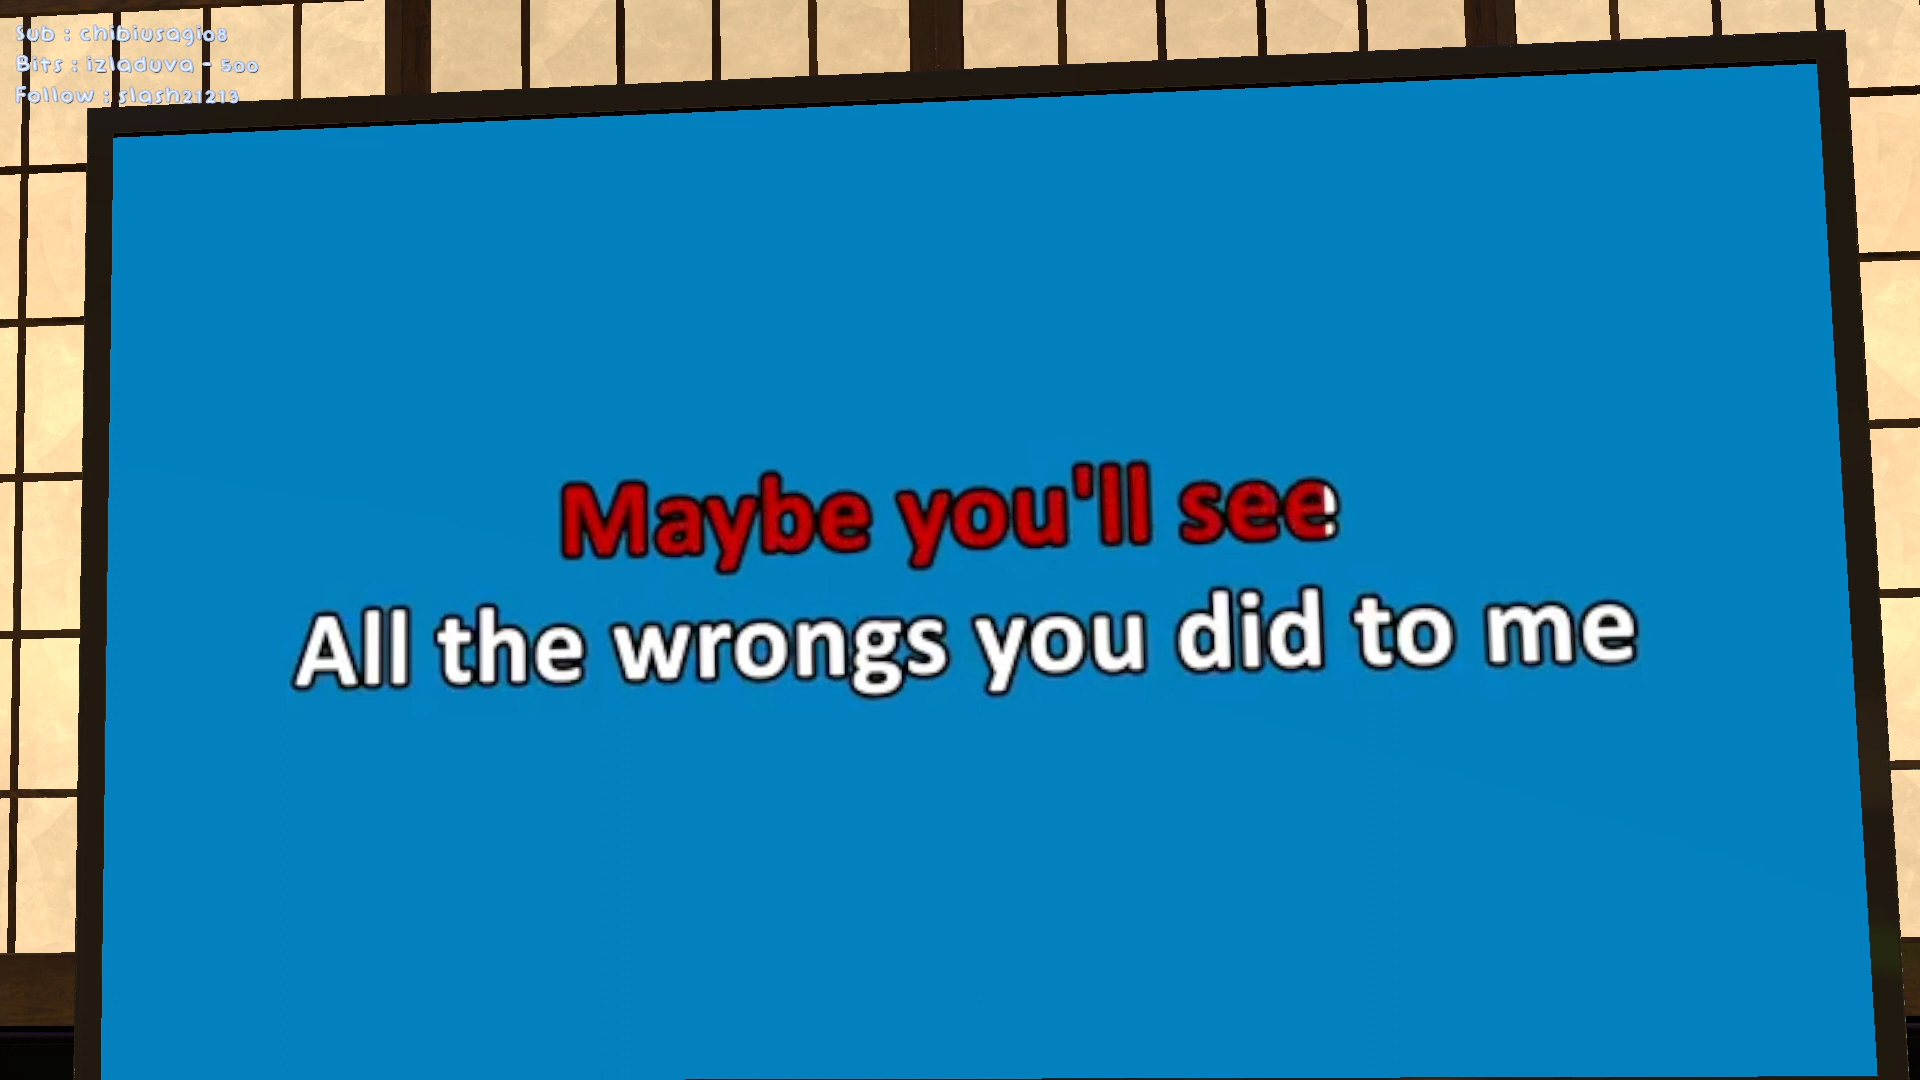 Sub : chibiusagi08
Bits : izladuva - 500
Follow : slash21213
Maybe you'll see
All the wrongs you did to me